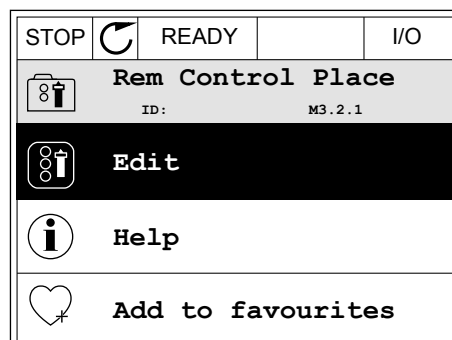 STOP READY I/O
Rem Control Place
ID: M3.2.1
Edit
Help
Add to favourites